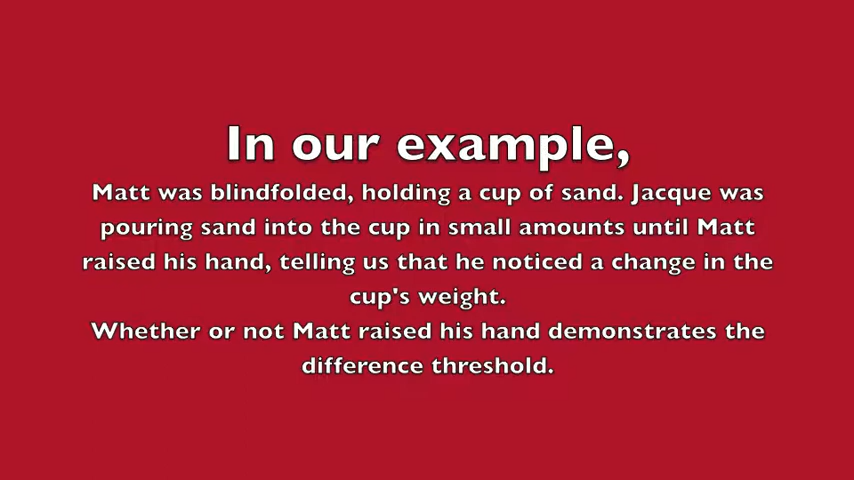 In our example,
Matt was blindfolded, holding a cup of sand. Jacque was
pouring sand into the cup in small amounts until Matt
raised his hand, telling us that he noticed a change in the
cup's weight.
Whether or not Matt raised his hand demonstrates the
difference threshold.